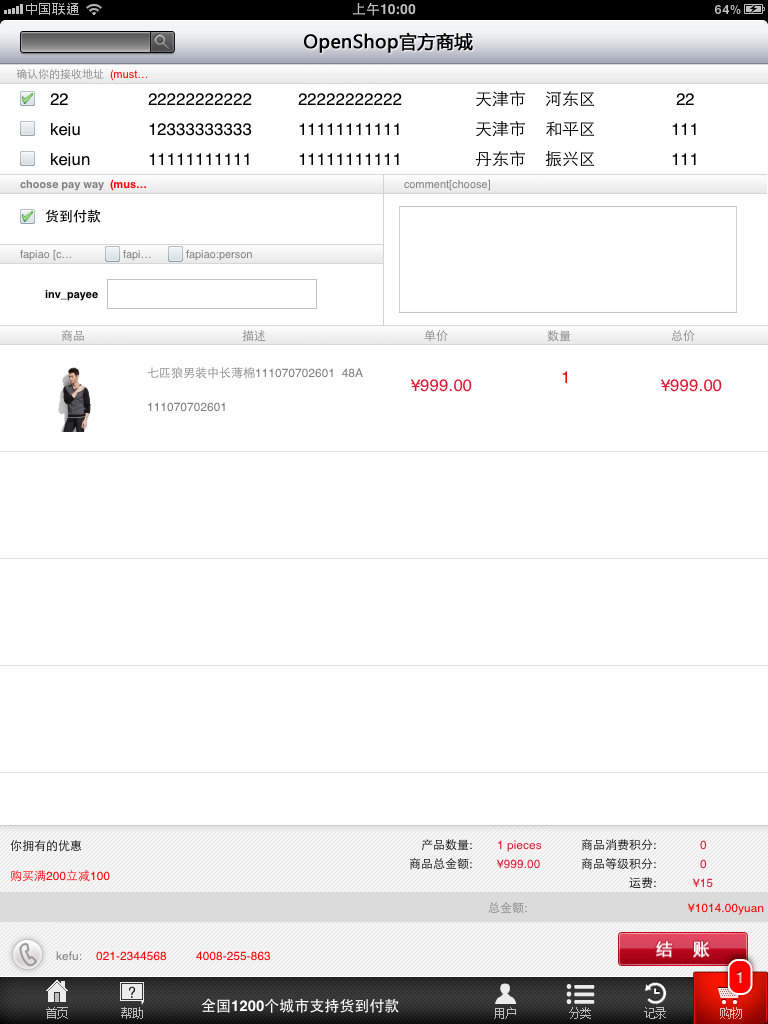 中国联通 上午10:00 64%
OpenShop官方商城
确认你的接收地址 (must...
22 22222222222 22222222222 天津市 河东区 22
keju 12333333333 11111111111 天津市 和平区 111
kejun 11111111111 11111111111 丹东市 振兴区 111
choose pay way (mus... comment[choose]
货到付款
fapiao [c... fapi... fapiao:person
inv_payee
商品 描述 单价 数量 总价
七匹狼男装中长薄棉111070702601 48A ¥999.00 1 ¥999.00
111070702601
你拥有的优惠 产品数量: 1 pieces 商品消费积分: 0
商品总金额: ¥999.00 商品等级积分: 0
购买满200立减100 运费: ¥15
总金额: ¥1014.00yuan
kefu: 021-2344568 4008-255-863 结 账
1
首页 帮助 全国1200个城市支持货到付款 用户 分类 记录 购物